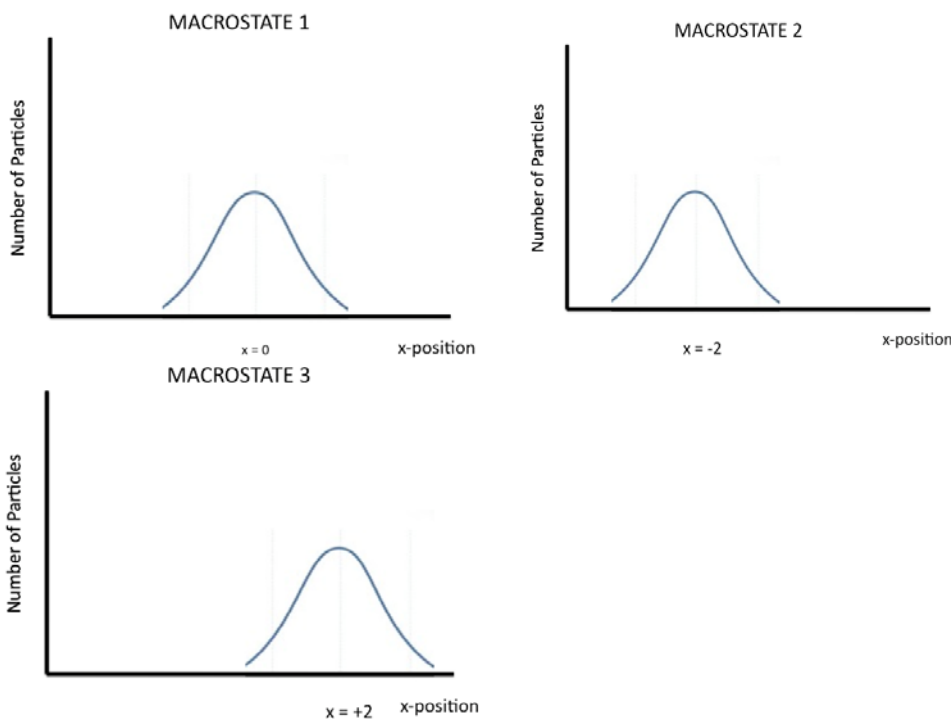 MACROSTATE 1
Number of Particles
x = 0
x-position
MACROSTATE 2
Number of Particles
x = -2
x-position
MACROSTATE 3
Number of Particles
x = +2
x-position